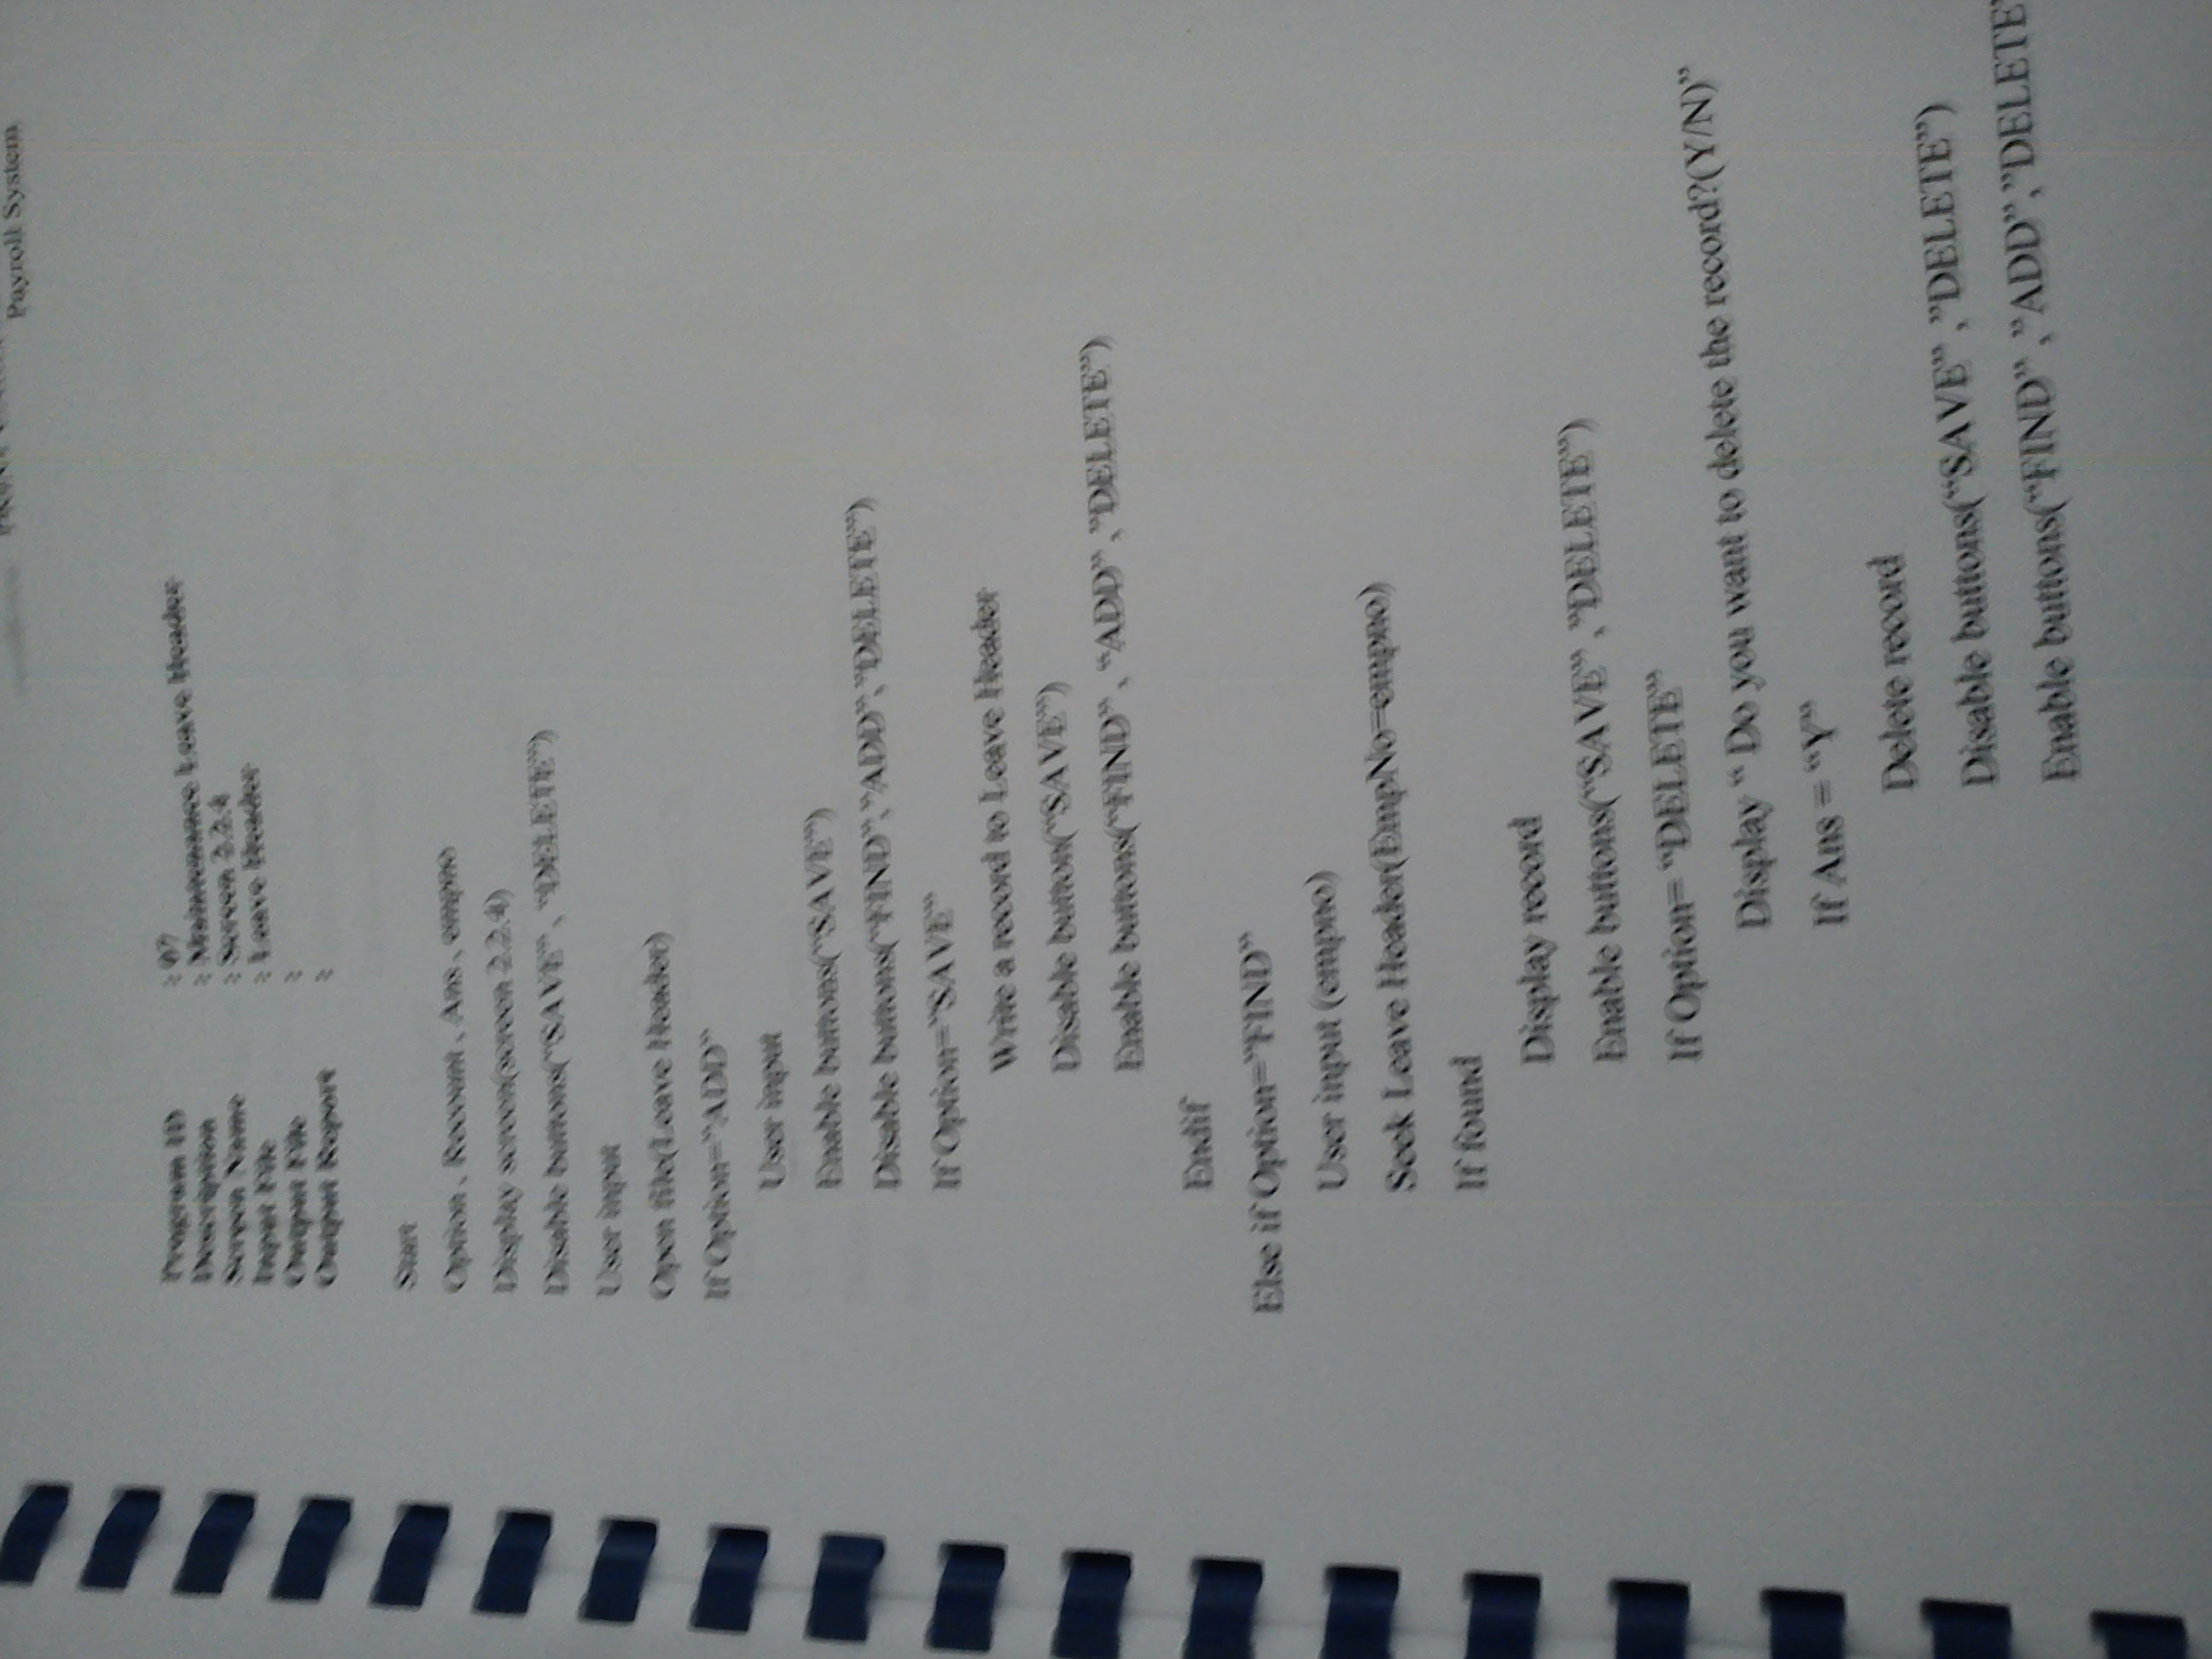 Payroll System
Program ID : 07
Description : Maintenance Leave Header
Screen Name : Screen 2.2.4
Input File : Leave Header
Output File :
Output Report :
Start
Option , Recount , Ans , empno
Display screen(screen 2.2.4)
Disable buttons(“SAVE” , “DELETE”)
User input
Open file(Leave Header)
If Option=”ADD”
User input
Enable buttons(“SAVE”)
Disable buttons(“FIND”,”ADD”,”DELETE”)
If Option=”SAVE”
Write a record to Leave Header
Disable button(“SAVE”)
Enable buttons(“FIND” , “ADD” ,”DELETE”)
Endif
Else if Option=”FIND”
User input (empno)
Seek Leave Header(EmpNo=empno)
If found
Display record
Enable buttons(“SAVE” ,”DELETE”)
If Option= “DELETE”
Display “ Do you want to delete the record?(Y/N)”
If Ans = “Y”
Delete record
Disable buttons(“SAVE” ,”DELETE”)
Enable buttons(“FIND” ,”ADD”,”DELETE”